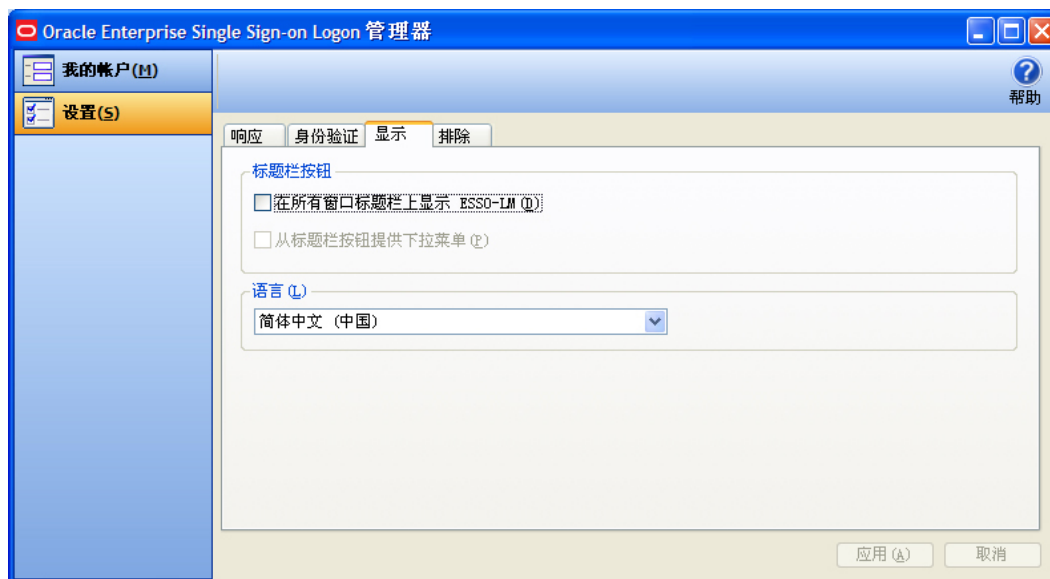 Oracle Enterprise Single Sign-on Logon 管理器
我的帐户(M)
设置(S)
帮助
响应 身份验证 显示 排除
标题栏按钮
在所有窗口标题栏上显示 ESSO-LM(D)
从标题栏按钮提供下拉菜单(P)
语言(L)
简体中文 (中国)
应用(A) 取消